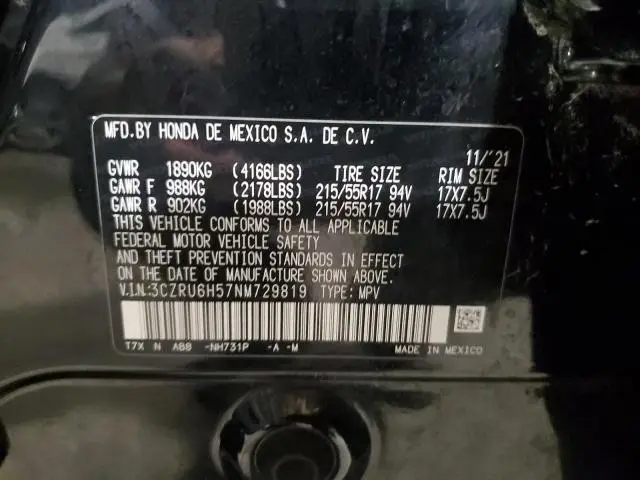 MFD.BY HONDA DE MEXICO S.A. DE C.V.
11/'21
GVWR 1890KG (4166LBS) TIRE SIZE RIM SIZE
GAWR F 988KG (2178LBS) 215/55R17 94V 17X7.5J
GAWR R 902KG (1988LBS) 215/55R17 94V 17X7.5J
THIS VEHICLE CONFORMS TO ALL APPLICABLE
FEDERAL MOTOR VEHICLE SAFETY
AND THEFT PREVENTION STANDARDS IN EFFECT
ON THE DATE OF MANUFACTURE SHOWN ABOVE.
V.I.N.:3CZRU6H57NM729819 TYPE: MPV
T7X N A88 -NH731P -A -M MADE IN MEXICO